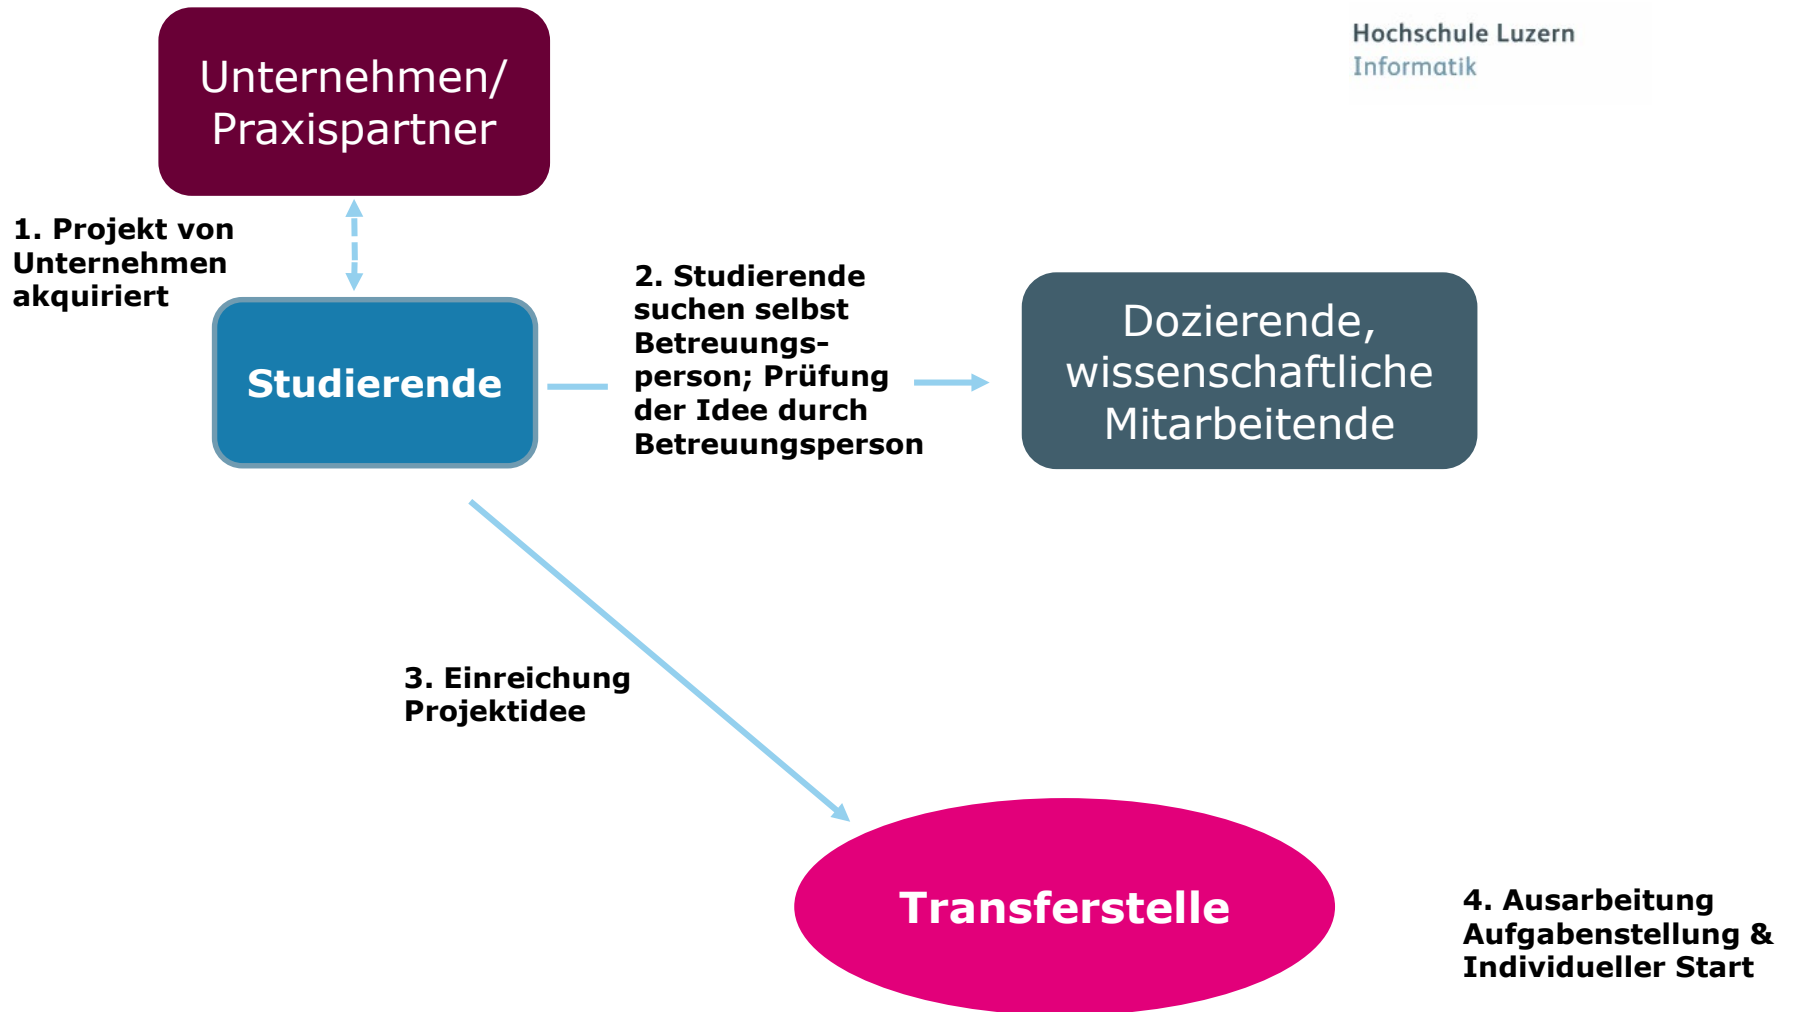 Hochschule Luzern
Informatik
Unternehmen/
Praxispartner
1. Projekt von
Unternehmen
akquiriert
Studierende
2. Studierende
suchen selbst
Betreuungs-
person; Prüfung
der Idee durch
Betreuungsperson
Dozierende,
wissenschaftliche
Mitarbeitende
3. Einreichung
Projektidee
Transferstelle
4. Ausarbeitung
Aufgabenstellung &
Individueller Start